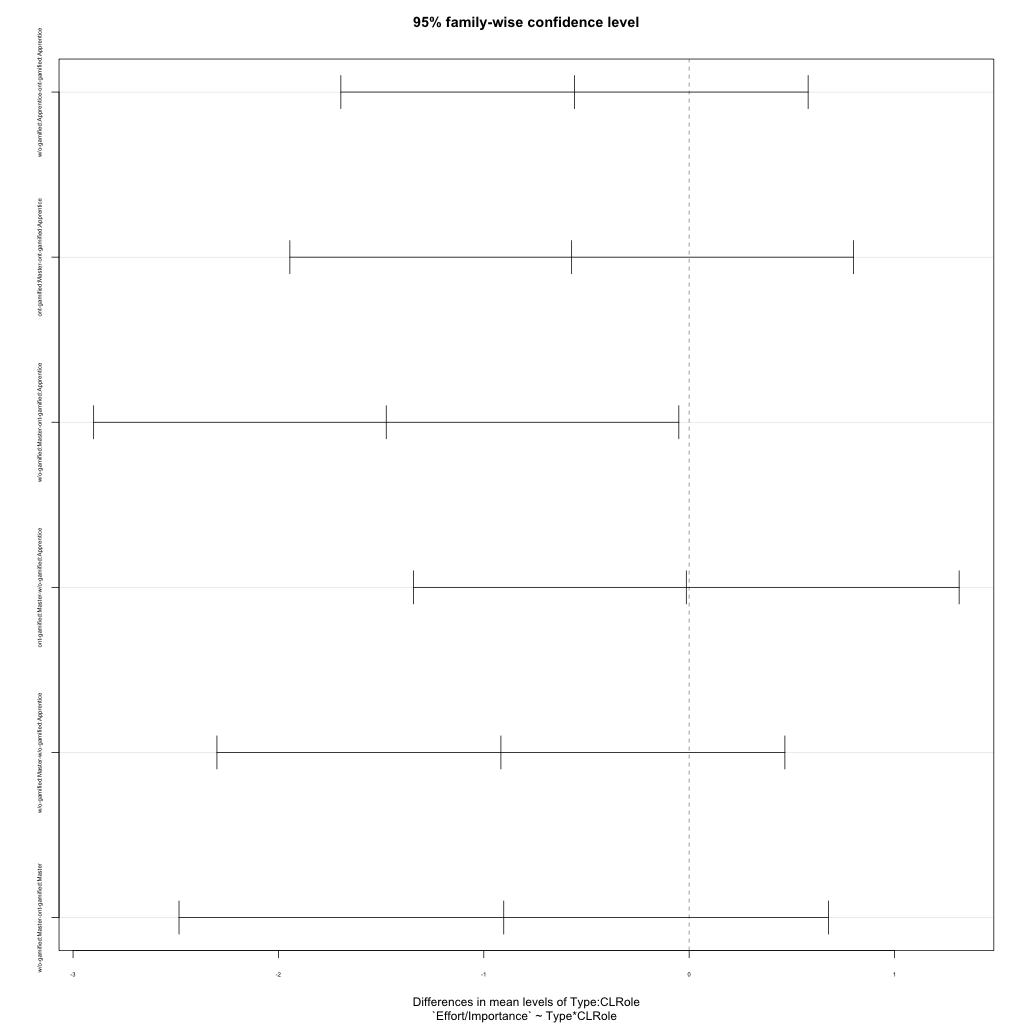 95% family-wise confidence level
w/o-gamified:Apprentice-ont-gamified:Apprentice
ont-gamified:Master-ont-gamified:Apprentice
w/o-gamified:Master-ont-gamified:Apprentice
ont-gamified:Master-w/o-gamified:Apprentice
w/o-gamified:Master-w/o-gamified:Apprentice
w/o-gamified:Master-ont-gamified:Master
-3 -2 -1 0 1
Differences in mean levels of Type:CLRole
`Effort/Importance` ~ Type*CLRole